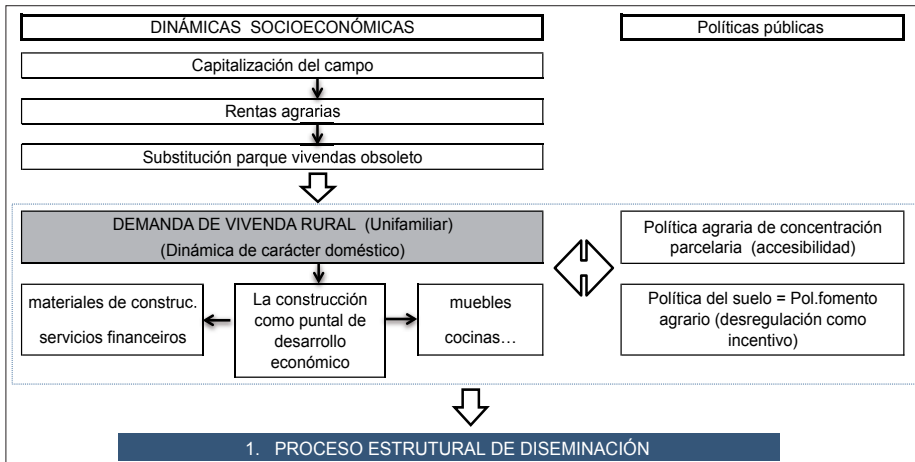 DINÁMICAS SOCIOECONÓMICAS
Políticas públicas
Capitalización del campo
Rentas agrarias
Substitución parque viviendas obsoleto
DEMANDA DE VIVENDA RURAL (Unifamiliar)
(Dinámica de carácter doméstico)
Política agraria de concentración
parcelaria (accesibilidad)
materiales de construc.
servicios financeiros
La construcción
como puntal de
desarrollo
económico
muebles
cocinas…
Política del suelo = Pol.fomento
agrario (desregulación como
incentivo)
1. PROCESO ESTRUTURAL DE DISEMINACIÓN